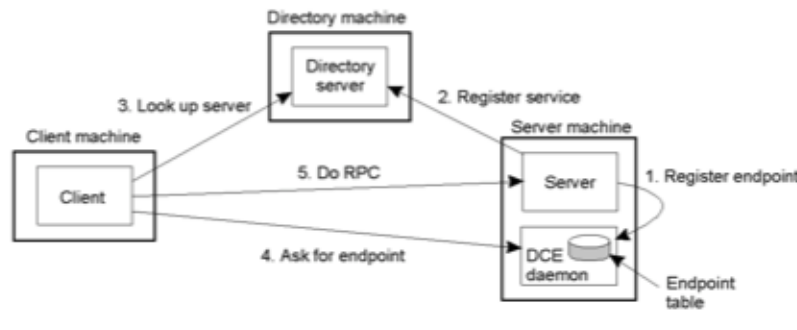 Directory machine
Directory
server
3. Look up server
2. Register service
Client machine
Server machine
Client
5. Do RPC
Server
1. Register endpoint
4. Ask for endpoint
DCE
daemon
Endpoint
table